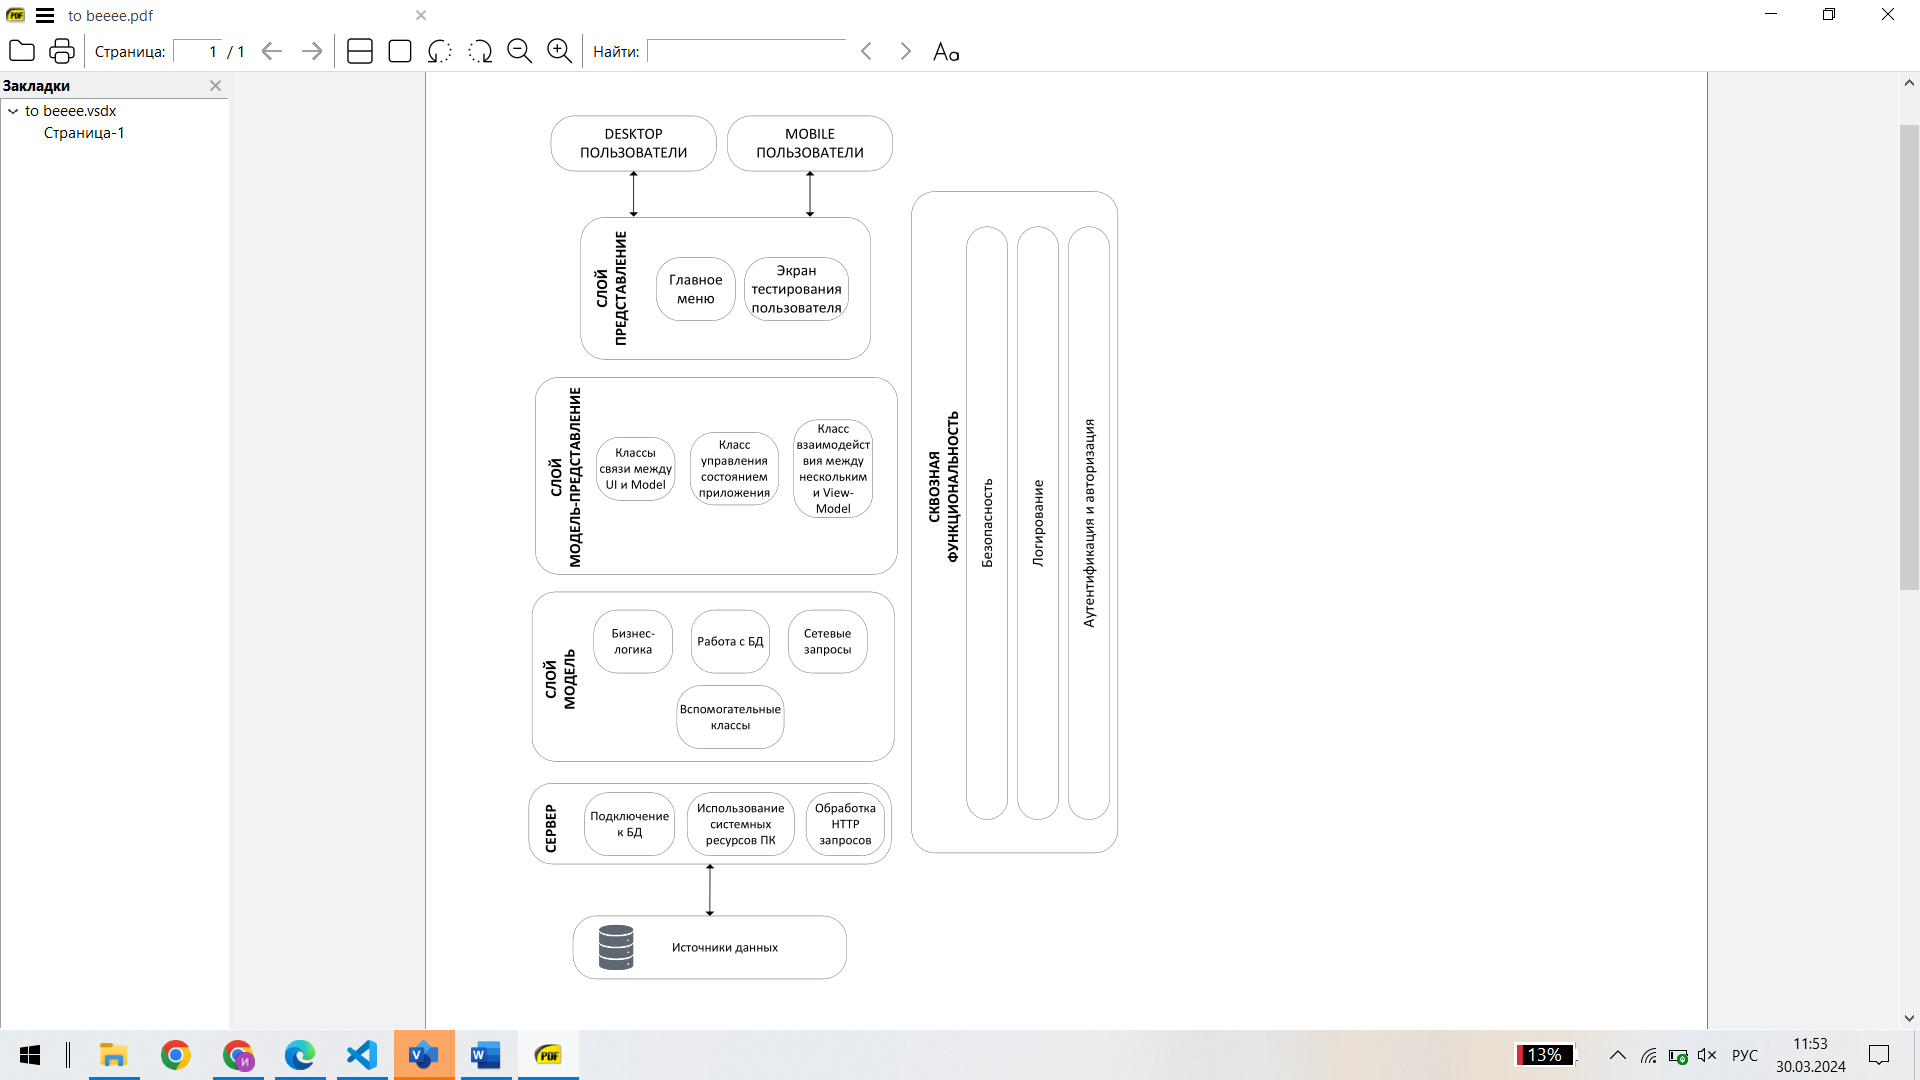 to beeee.pdf
Страница: 1 / 1
Найти:
Aa
Закладки
to beeee.vsdx
Страница-1
DESKTOP
ПОЛЬЗОВАТЕЛИ
MOBILE
ПОЛЬЗОВАТЕЛИ
СЛОЙ
ПРЕДСТАВЛЕНИЕ
Главное
меню
Экран
тестирования
пользователя
СЛОЙ
МОДЕЛЬ-ПРЕДСТАВЛЕНИЕ
Классы
связи между
UI и Model
Класс
управления
состоянием
приложения
Класс
взаимодейст
вия между
нескольким
и View-
Model
СЛОЙ
МОДЕЛЬ
Бизнес-
логика
Работа с БД
Сетевые
запросы
Вспомогательные
классы
СЕРВЕР
Подключение
к БД
Использование
системных
ресурсов ПК
Обработка
HTTP
запросов
Источники данных
СКВОЗНАЯ
ФУНКЦИОНАЛЬНОСТЬ
Безопасность
Логирование
Аутентификация и авторизация
13%
РУС
11:53
30.03.2024